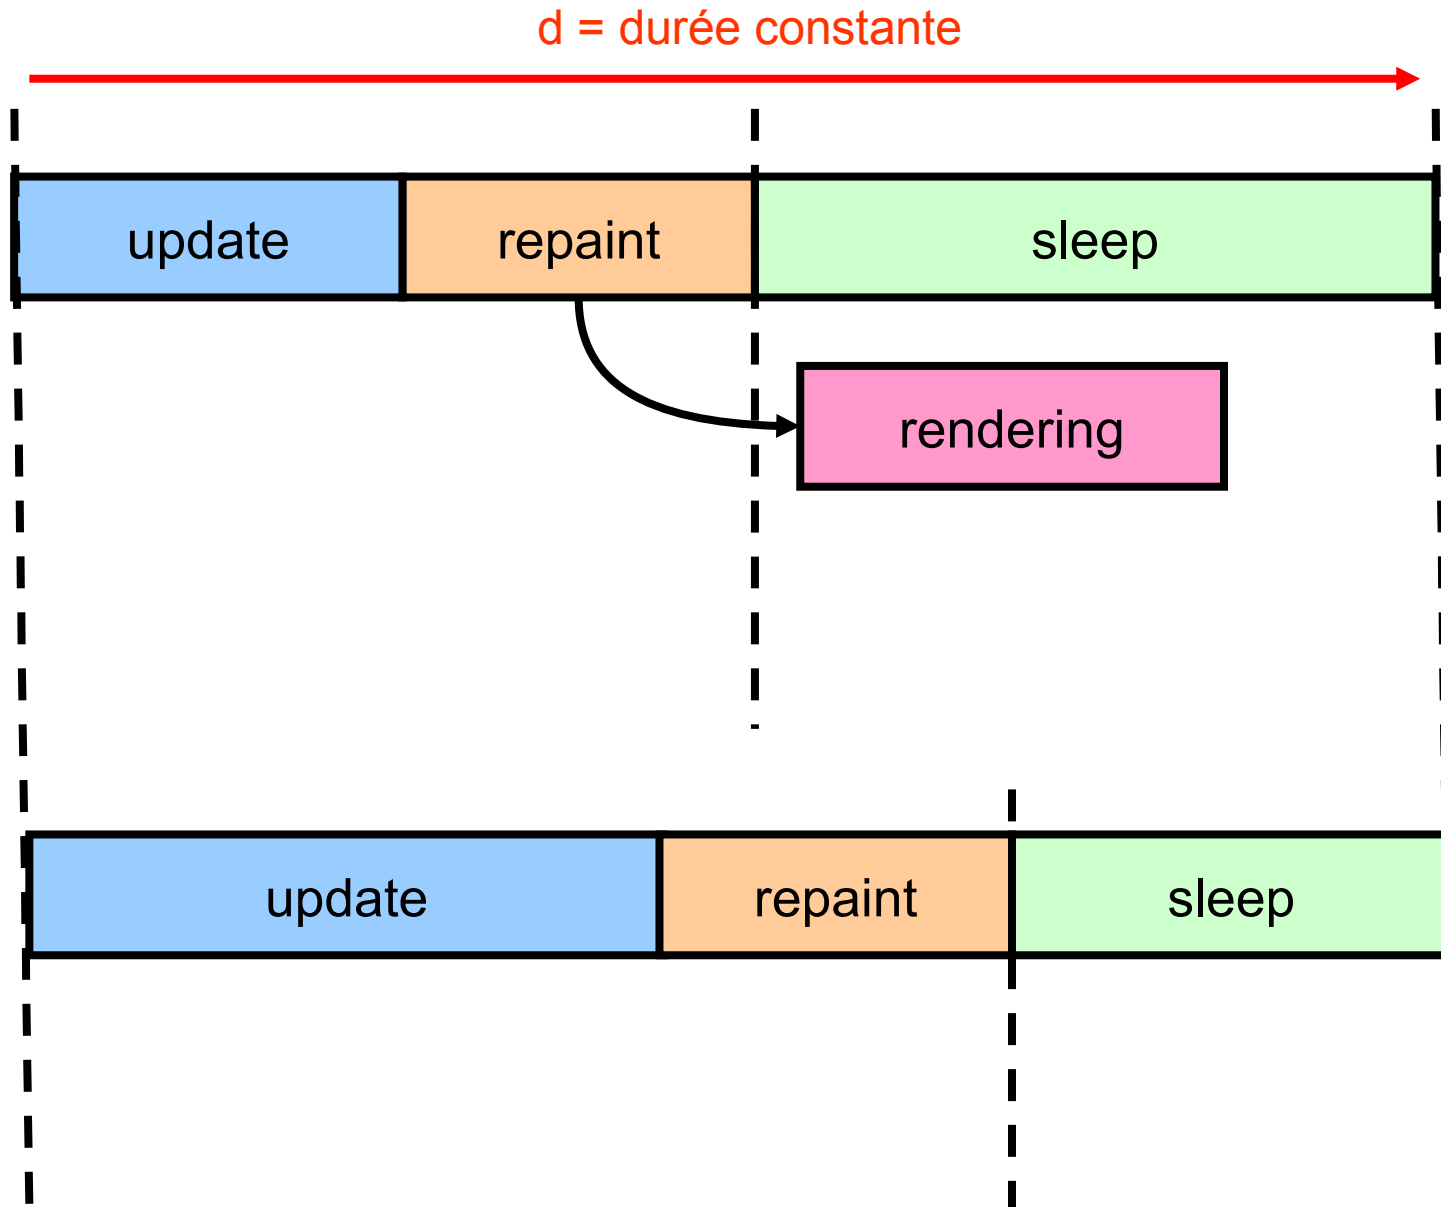 d = durée constante
update repaint sleep
rendering
update repaint sleep